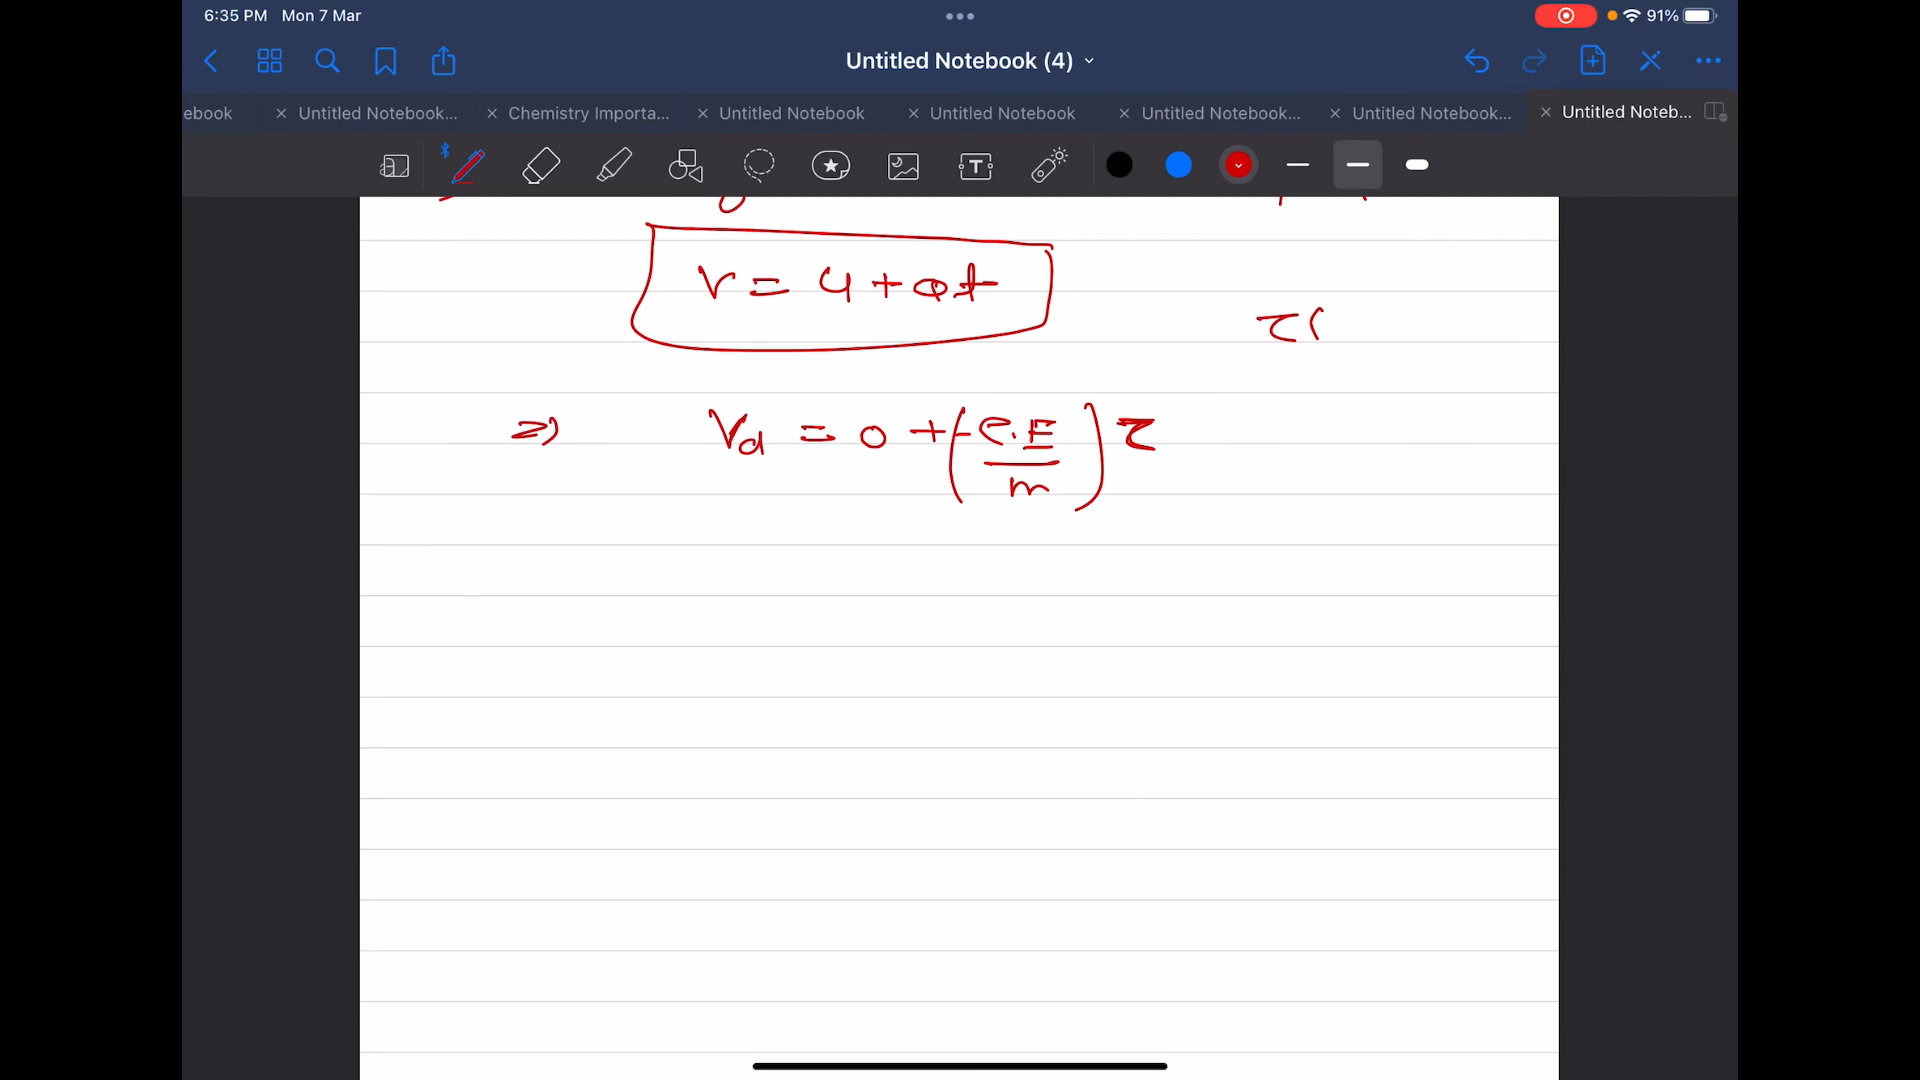 6:35 PM Mon 7 Mar 91%
Untitled Notebook (4)
ebook Untitled Notebook... Chemistry Importa... Untitled Notebook Untitled Notebook Untitled Notebook... Untitled Notebook... Untitled Noteb...
v = u + at
τ(
⇒ Vd = 0 + (-e.E/m) τ